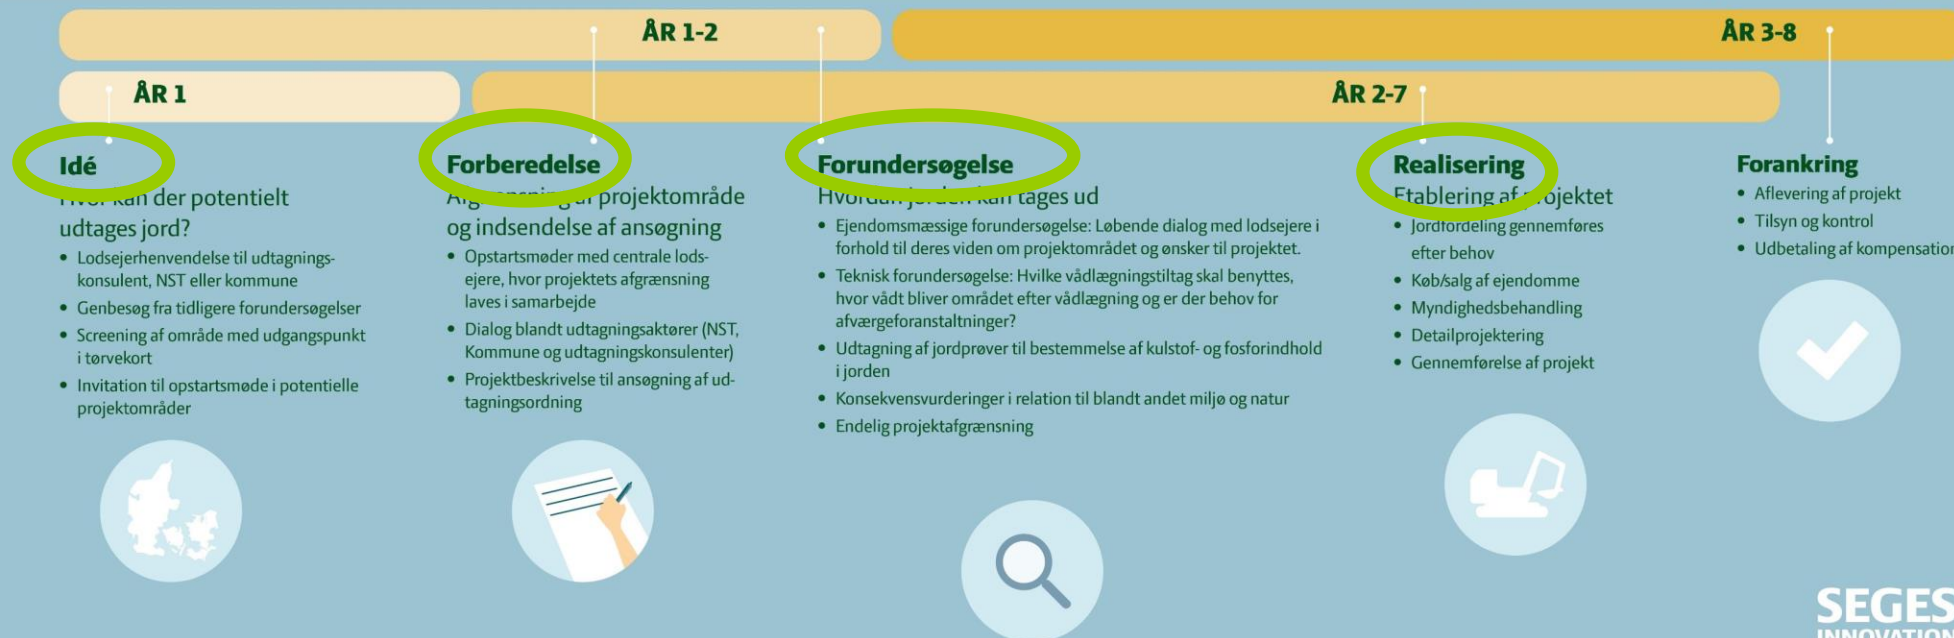 ÅR 1-2
ÅR 3-8
ÅR 1
ÅR 2-7
Idé
Hvor kan der potentielt
udtages jord?
• Lodsejerhenvendelse til udtagnings-
konsulent, NST eller kommune
• Genbesøg fra tidligere forundersøgelser
• Screening af område med udgangspunkt
i tørvekort
• Invitation til opstartsmøde i potentielle
projektområder
Forberedelse
Afgrænsning af projektområde
og indsendelse af ansøgning
• Opstartsmøder med centrale lods-
ejere, hvor projektets afgrænsning
laves i samarbejde
• Dialog blandt udtagningsaktører (NST,
Kommune og udtagningskonsulenter)
• Projektbeskrivelse til ansøgning af ud-
tagningsordning
Forundersøgelse
Hvordan jorden kan tages ud
• Ejendomsmæssige forundersøgelse: Løbende dialog med lodsejere i
forhold til deres viden om projektområdet og ønsker til projektet.
• Teknisk forundersøgelse: Hvilke vådlægningstiltag skal benyttes,
hvor vådt bliver området efter vådlægning og er der behov for
afværgeforanstaltninger?
• Udtagning af jordprøver til bestemmelse af kulstof- og fosforindhold
i jorden
• Konsekvensvurderinger i relation til blandt andet miljø og natur
• Endelig projektafgrænsning
Realisering
Etablering af projektet
• Jordfordeling gennemføres
efter behov
• Køb/salg af ejendomme
• Myndighedsbehandling
• Detailprojektering
• Gennemførelse af projekt
Forankring
• Aflevering af projekt
• Tilsyn og kontrol
• Udbetaling af kompensation
SEGES
INNOVATION